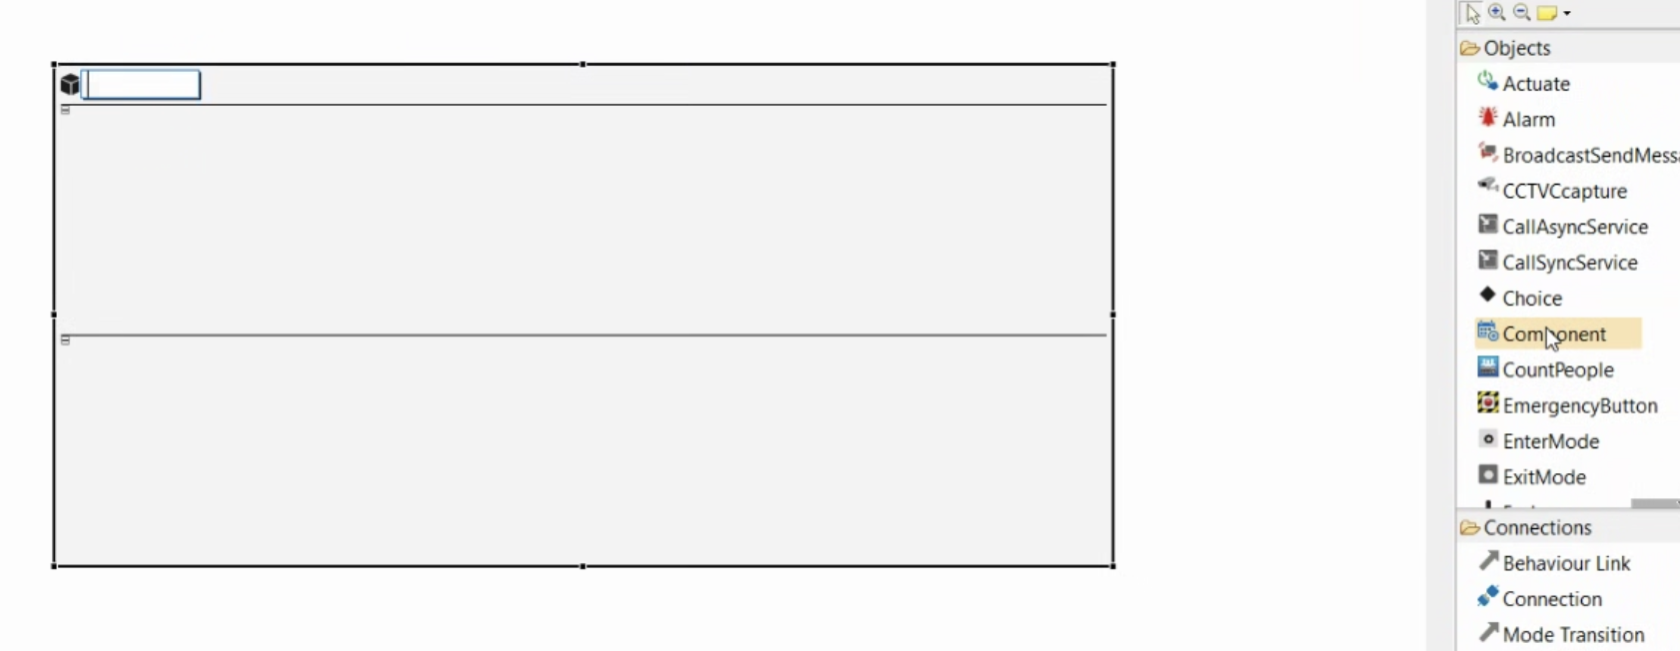 Objects
Actuate
Alarm
BroadcastSendMess
CCTVCcapture
CallAsyncService
CallSyncService
Choice
Component
CountPeople
EmergencyButton
EnterMode
ExitMode
Connections
Behaviour Link
Connection
Mode Transition